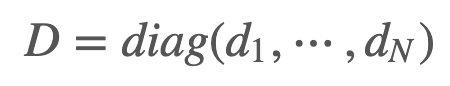 D = diag(d₁, ⋯ , d_N)